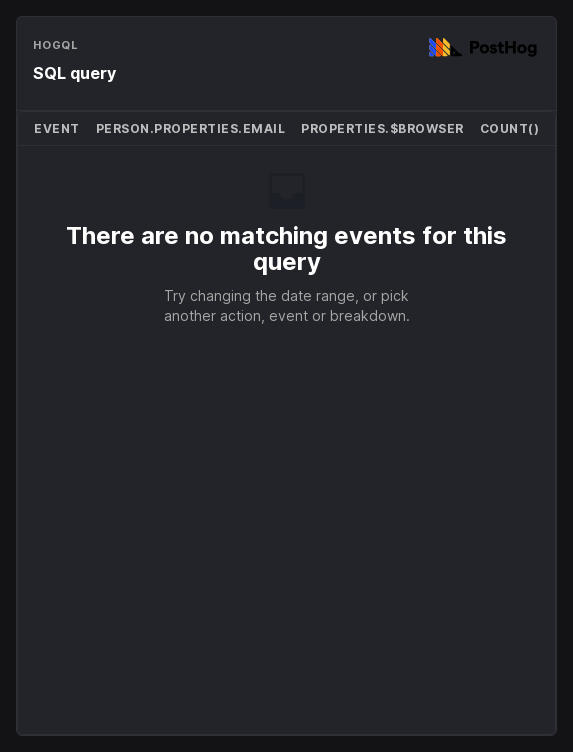 HOGQL
PostHog
SQL query
EVENT PERSON.PROPERTIES.EMAIL PROPERTIES.$BROWSER COUNT()
There are no matching events for this
query
Try changing the date range, or pick
another action, event or breakdown.